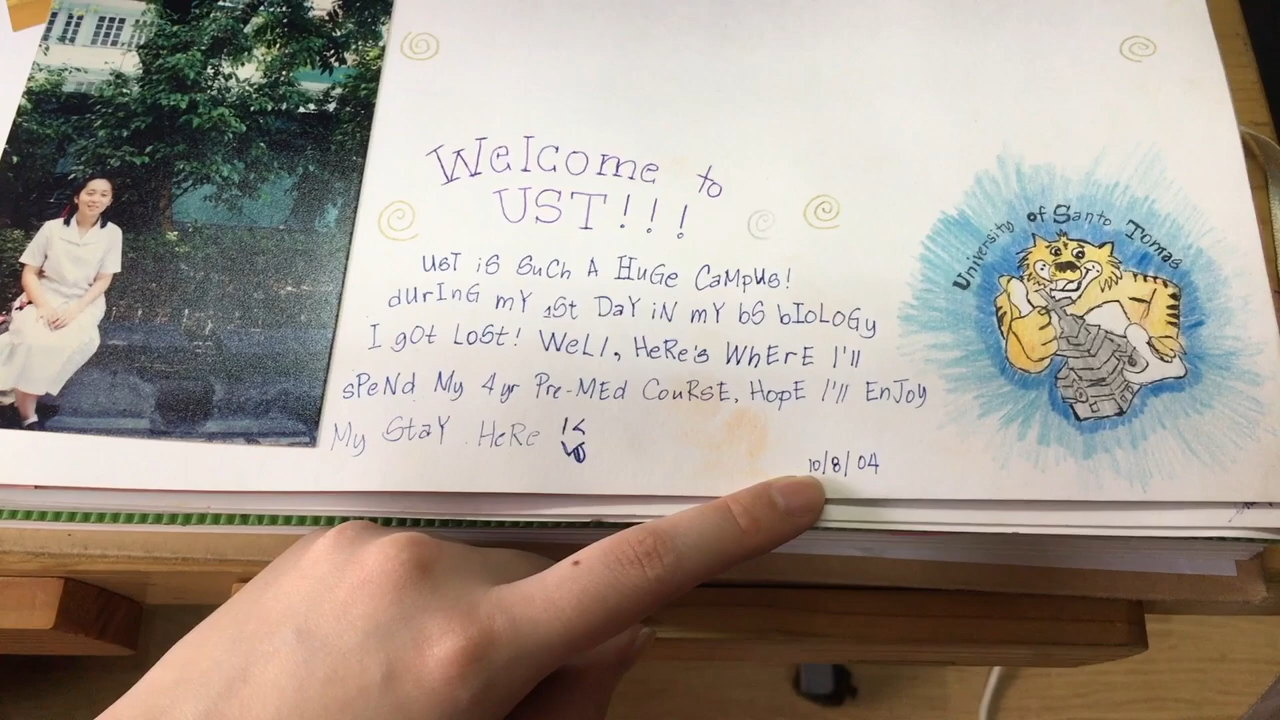 Welcome to
UST!!!
UST iS SuCh A HuGe CaMpUs!
dUrInG mY 1St DaY iN mY bS bIoLoGy
I gOt LoSt! WeLl, HeRe's WhErE I'll
sPeNd My 4yr Pre-MEd CouRsE, HopE I'll EnJoy
My StaY HeRe
10/8/04
University of Santo Tomas